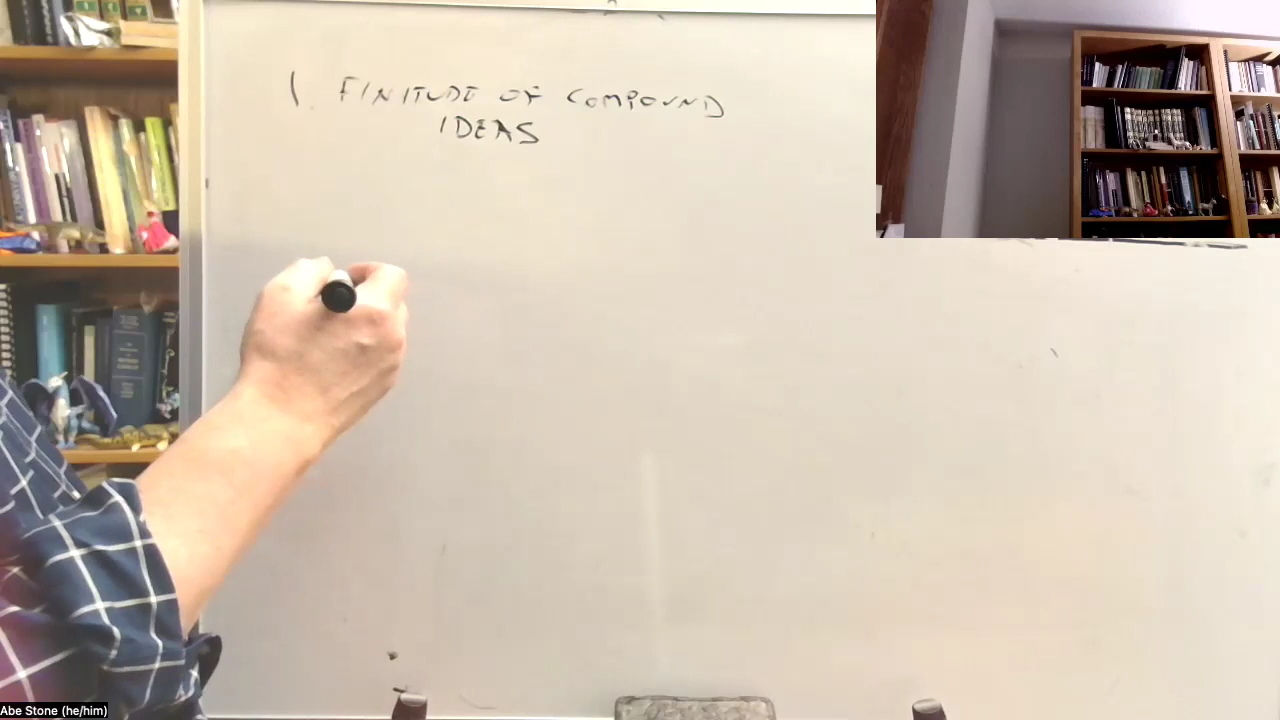 1. FINITUDE OF COMPOUND
IDEAS
Abe Stone (he/him)